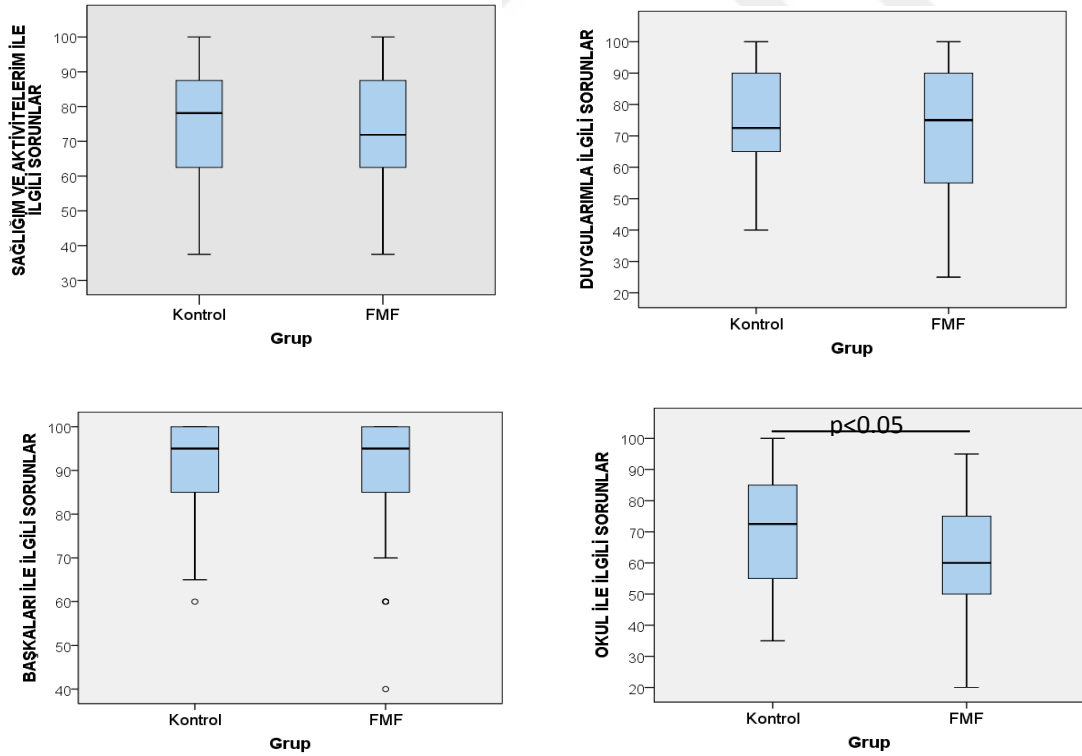 SAĞLIĞIM VE AKTİVİTELERİM İLE
İLGİLİ SORUNLAR
100
90
80
70
60
50
40
30
Kontrol
FMF
Grup
DUYGULARIMLA İLGİLİ SORUNLAR
100
90
80
70
60
50
40
30
20
Kontrol
FMF
Grup
BAŞKALARI İLE İLGİLİ SORUNLAR
100
90
80
70
60
50
40
Kontrol
FMF
Grup
OKUL İLE İLGİLİ SORUNLAR
p<0.05
100
90
80
70
60
50
40
30
20
Kontrol
FMF
Grup